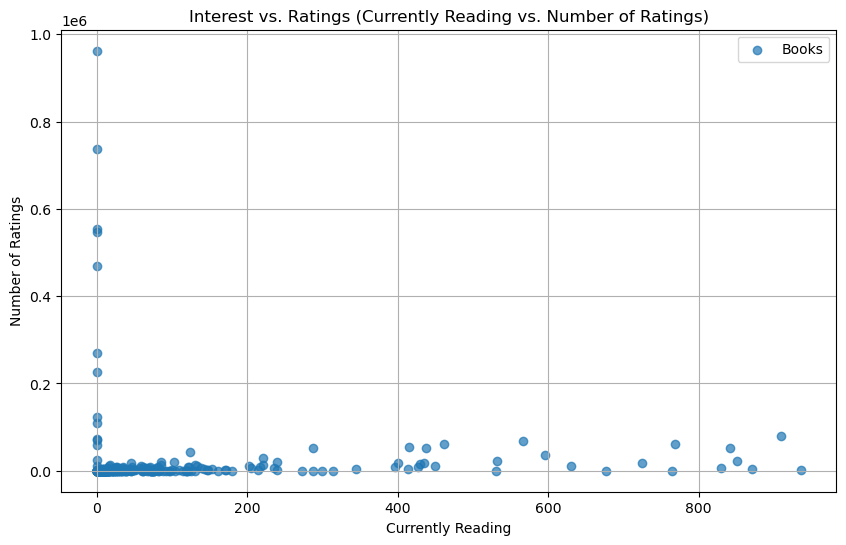 Interest vs. Ratings (Currently Reading vs. Number of Ratings)
1e6
Books
1.0
0.8
0.6
0.4
0.2
0.0
Number of Ratings
0 200 400 600 800
Currently Reading